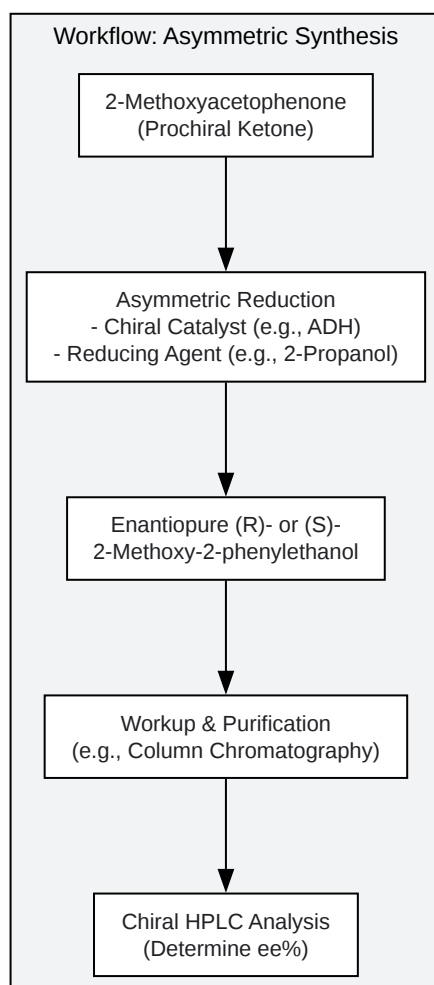 Workflow: Asymmetric Synthesis
2-Methoxyacetophenone
(Prochiral Ketone)
Asymmetric Reduction
- Chiral Catalyst (e.g., ADH)
- Reducing Agent (e.g., 2-Propanol)
Enantiopure (R)- or (S)-
2-Methoxy-2-phenylethanol
Workup & Purification
(e.g., Column Chromatography)
Chiral HPLC Analysis
(Determine ee%)